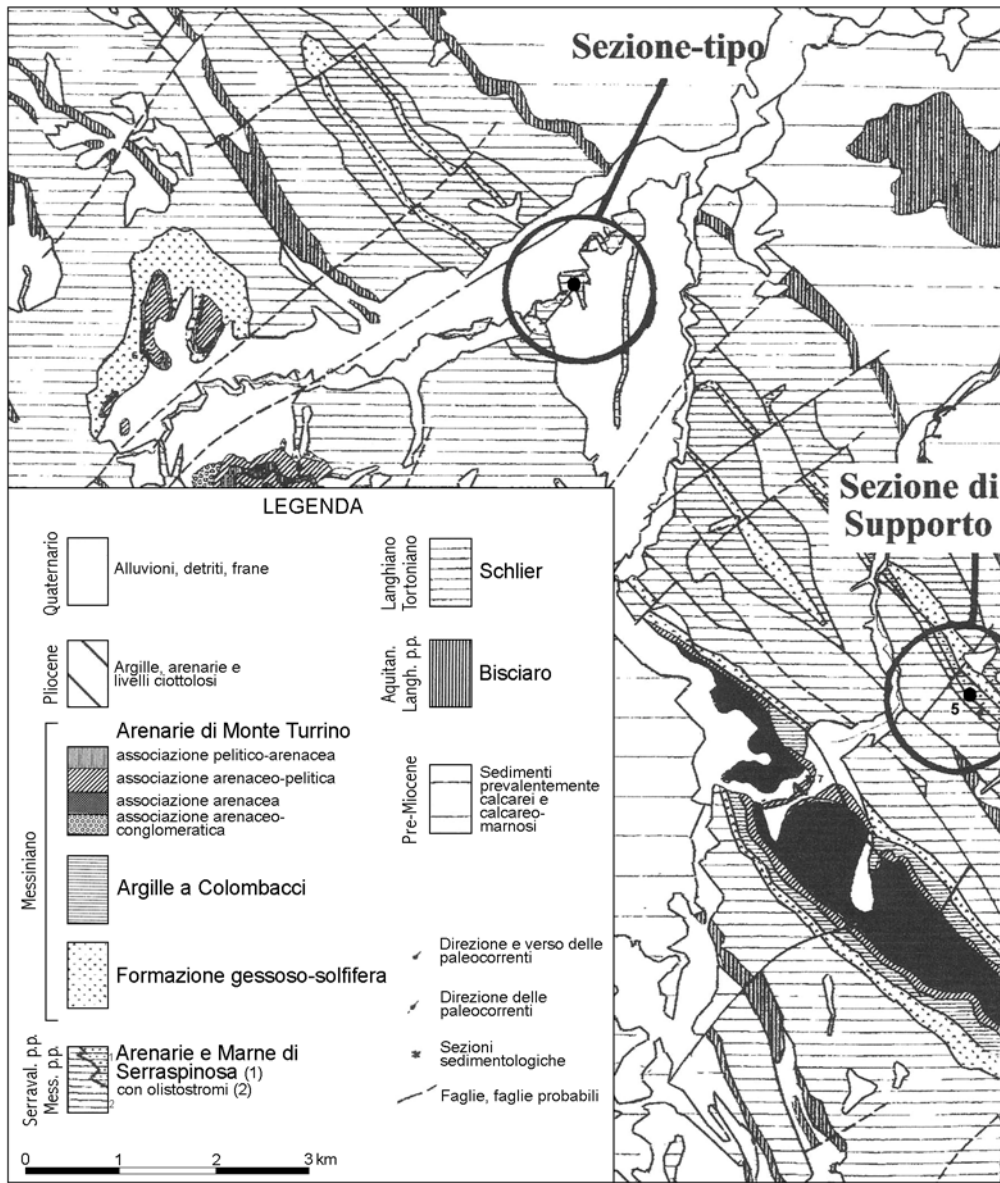 Sezione-tipo
Sezione di
Supporto
5
7
6
LEGENDA
Quaternario
Alluvioni, detriti, frane
Pliocene
Argille, arenarie e
livelli ciottolosi
Messiniano
Arenarie di Monte Turrino
associazione pelitico-arenacea
associazione arenaceo-pelitica
associazione arenacea
associazione arenaceo-
conglomeratica
Argille a Colombacci
Formazione gessoso-solfifera
Serraval. p.p.
Mess. p.p.
1
2
Arenarie e Marne di
Serraspinosa (1)
con olistostromi (2)
Langhiano
Tortoniano
Schlier
Aquitan.
Langh. p.p.
Bisciaro
Pre-Miocene
Sedimenti
prevalentemente
calcarei e
calcareo-
marnosi
Direzione e verso delle
paleocorrenti
Direzione delle
paleocorrenti
Sezioni
sedimentologiche
Faglie, faglie probabili
0 1 2 3 km